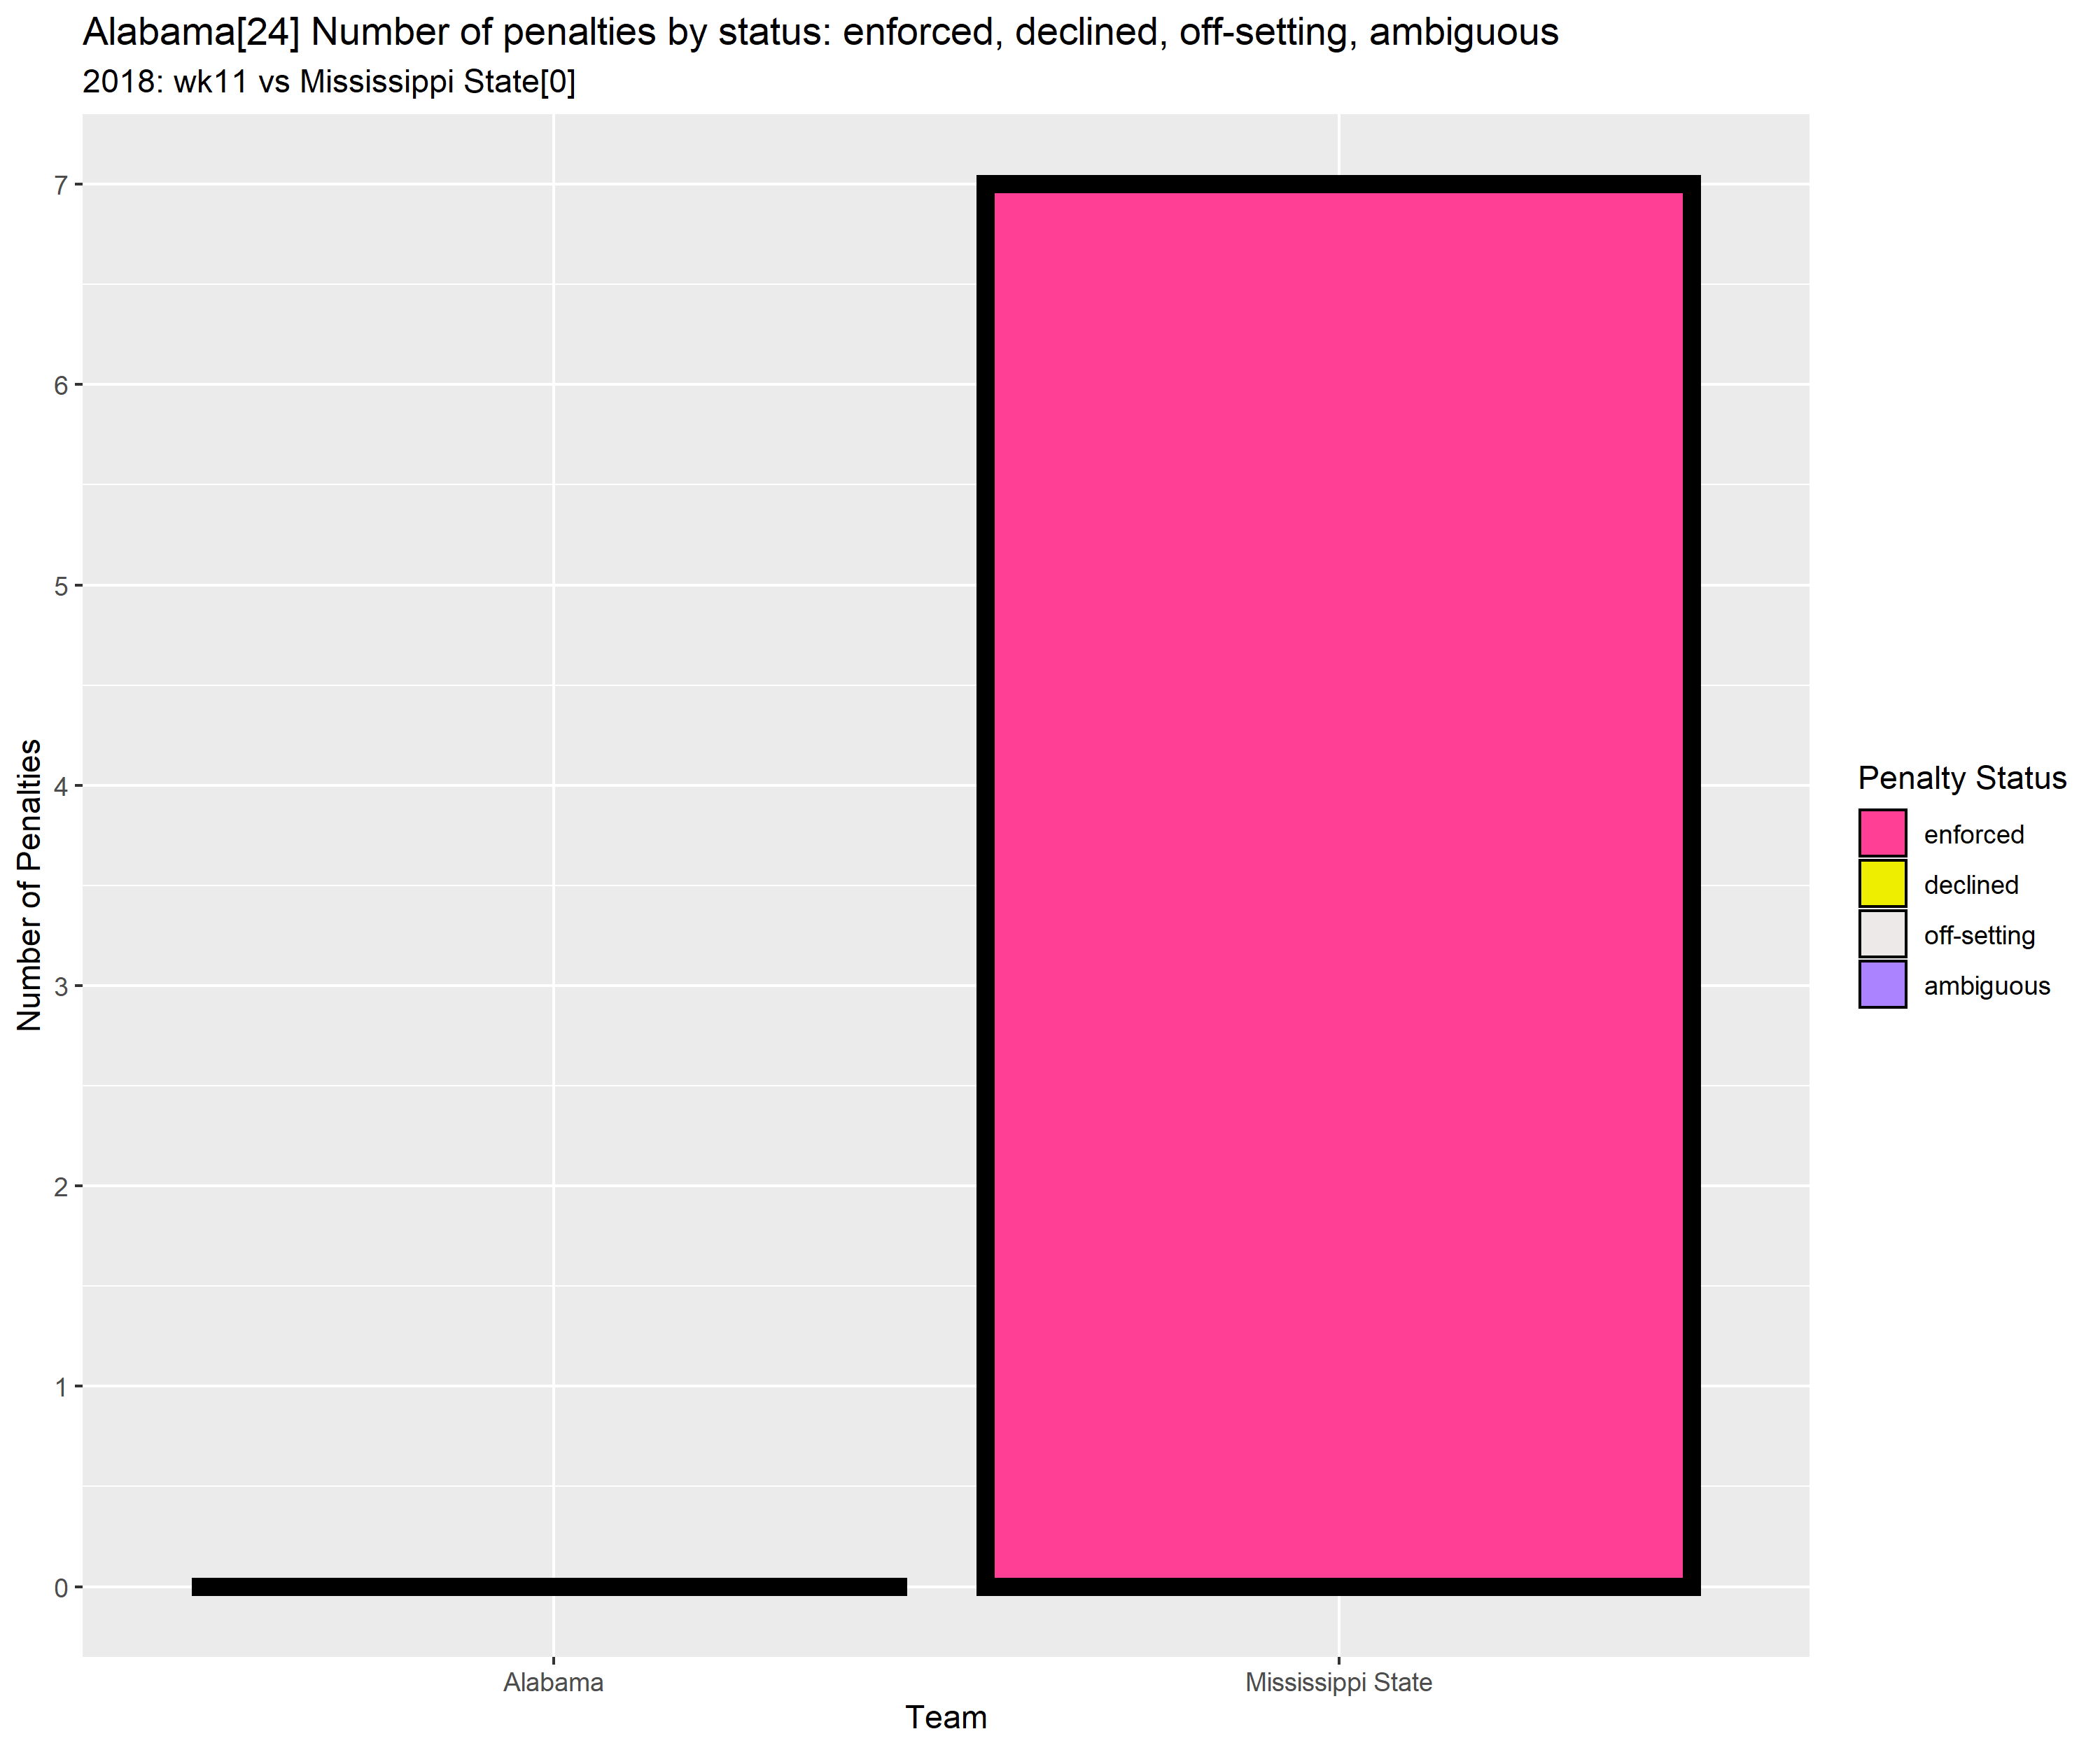 Alabama[24] Number of penalties by status: enforced, declined, off-setting, ambiguous
2018: wk11 vs Mississippi State[0]
Number of Penalties
7
6
5
4
3
2
1
0
Alabama
Mississippi State
Team
Penalty Status
enforced
declined
off-setting
ambiguous